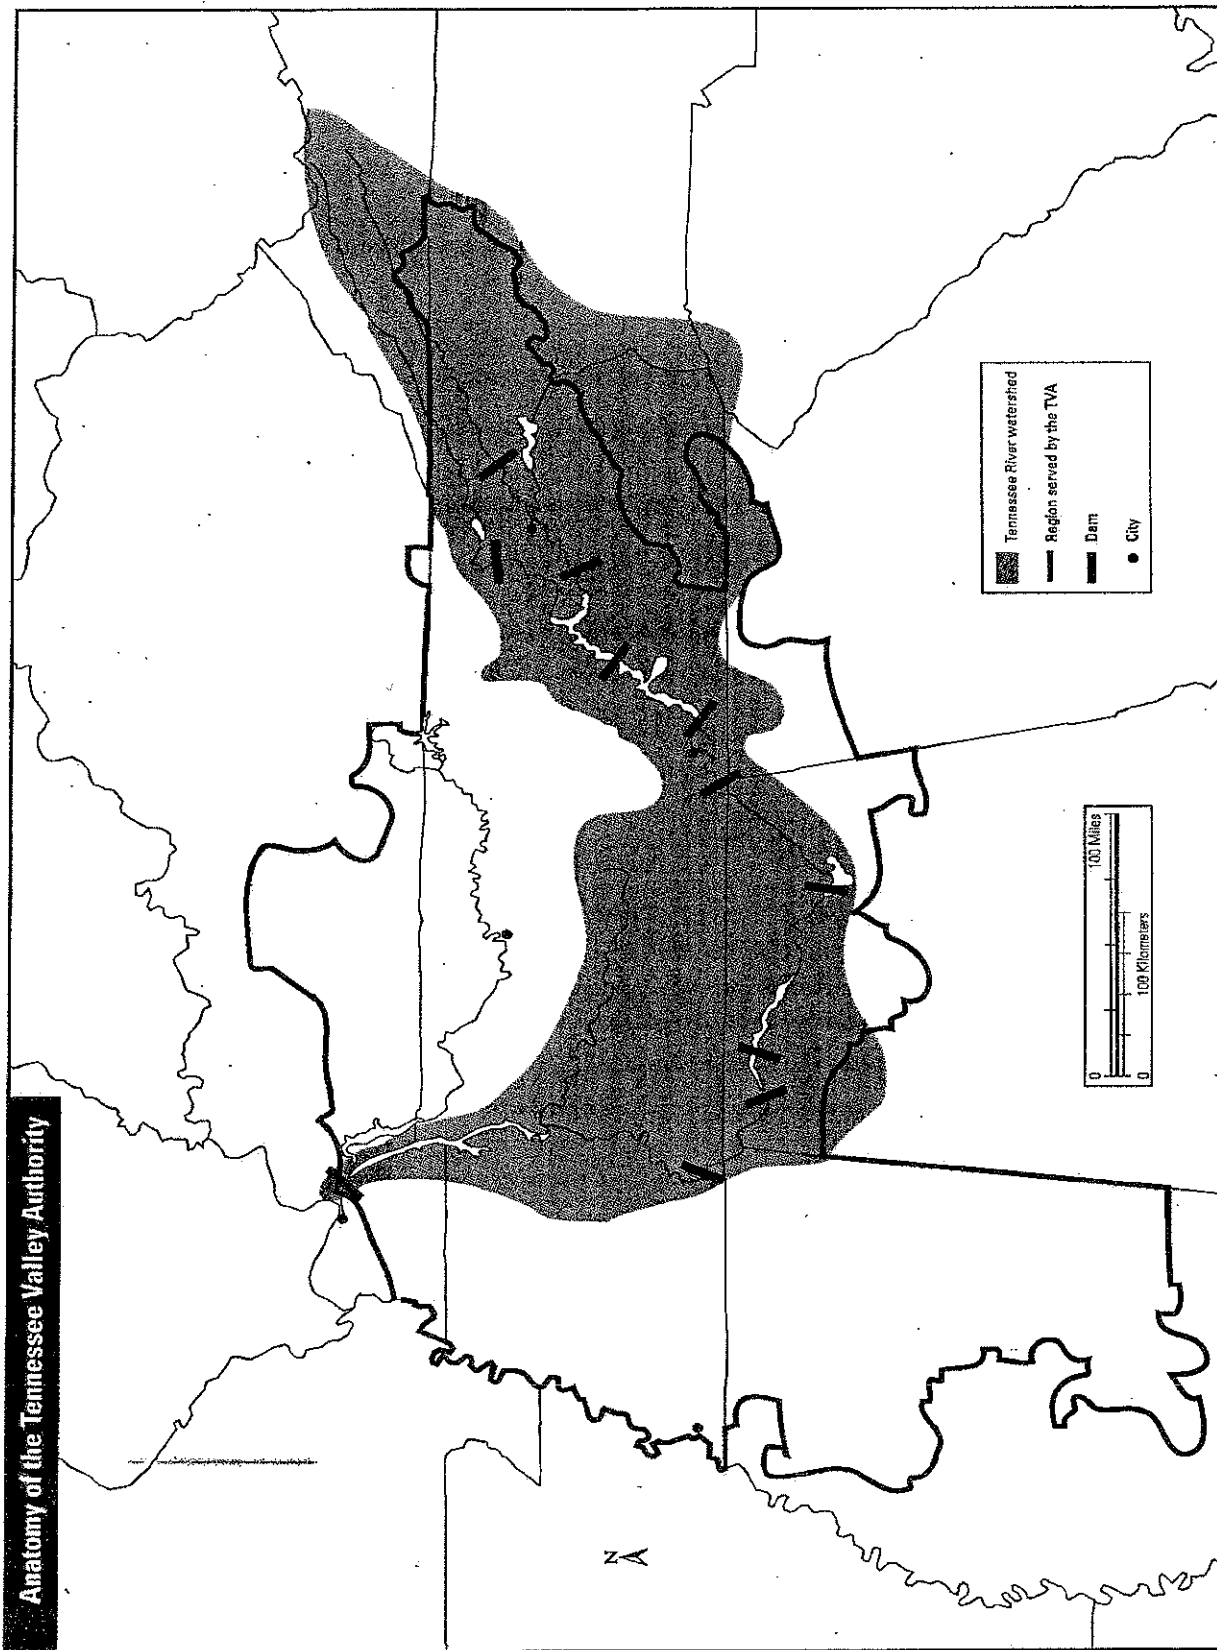 Anatomy of the Tennessee Valley Authority
N
0
100 Miles
0
100 Kilometers
Tennessee River watershed
Region served by the TVA
Dam
City